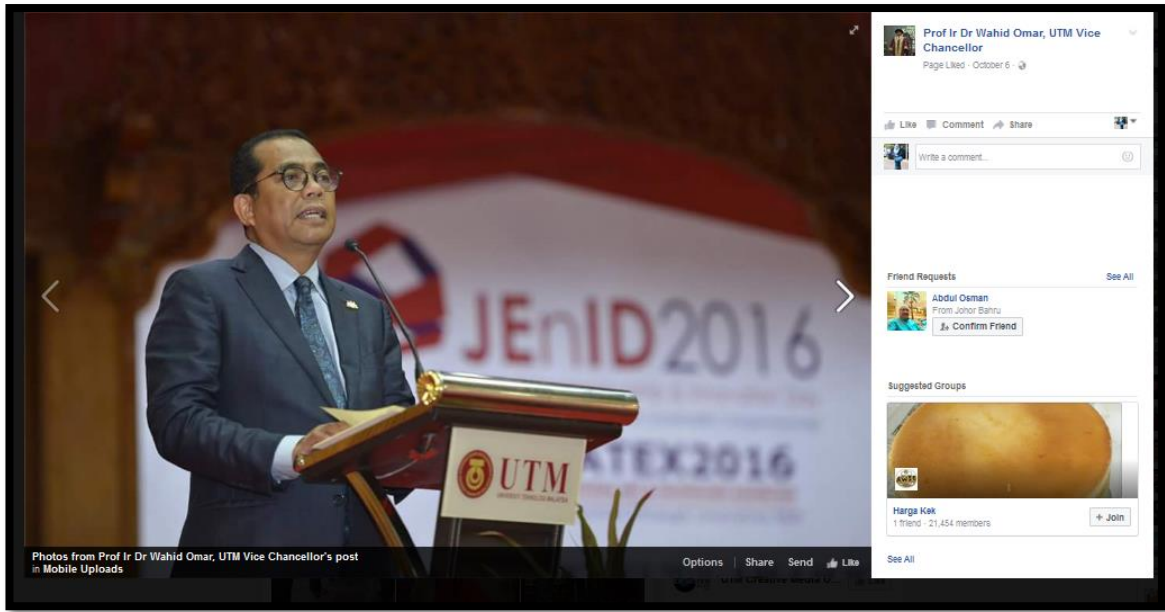 Prof Ir Dr Wahid Omar, UTM Vice
Chancellor
Page Liked · October 6 ·
Like Comment Share
Write a comment...
JEnID2016
TEX2016
UTM
UNIVERSITI TEKNOLOGI MALAYSIA
Friend Requests
See All
Abdul Osman
From Johor Bahru
Confirm Friend
Suggested Groups
Harga Kek
1 friend · 21,454 members
+ Join
See All
Photos from Prof Ir Dr Wahid Omar, UTM Vice Chancellor's post
in Mobile Uploads
Options Share Send Like